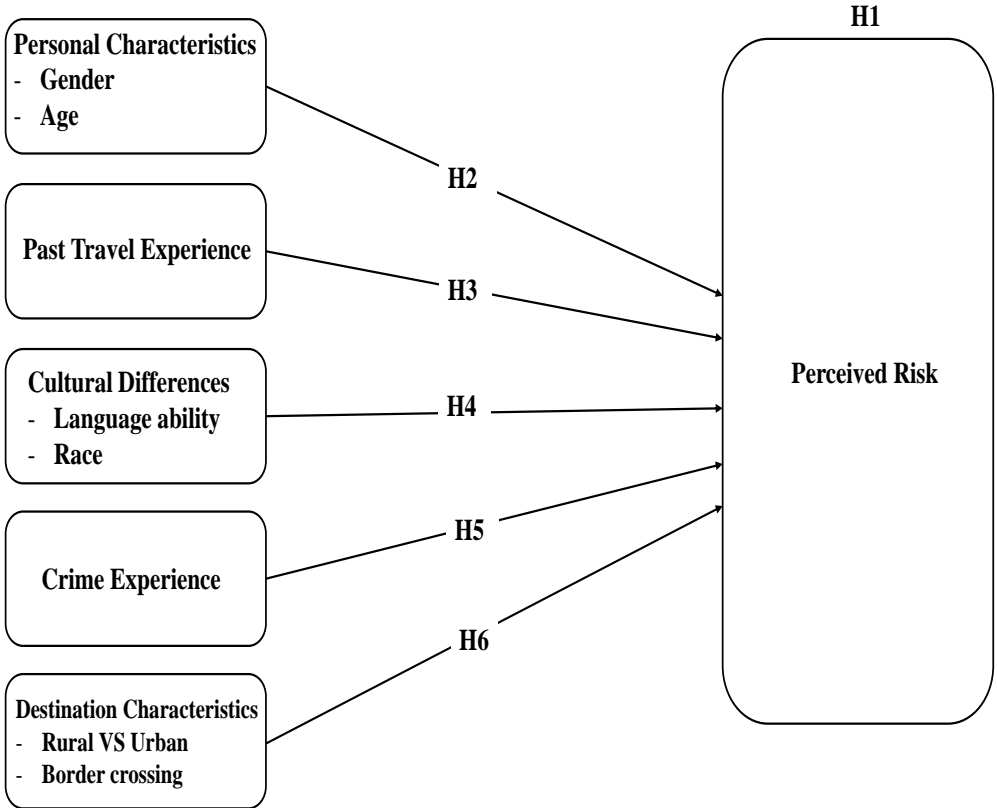 H1
Personal Characteristics
- Gender
- Age
H2
Past Travel Experience
H3
Cultural Differences
- Language ability
- Race
H4
Perceived Risk
Crime Experience
H5
H6
Destination Characteristics
- Rural VS Urban
- Border crossing